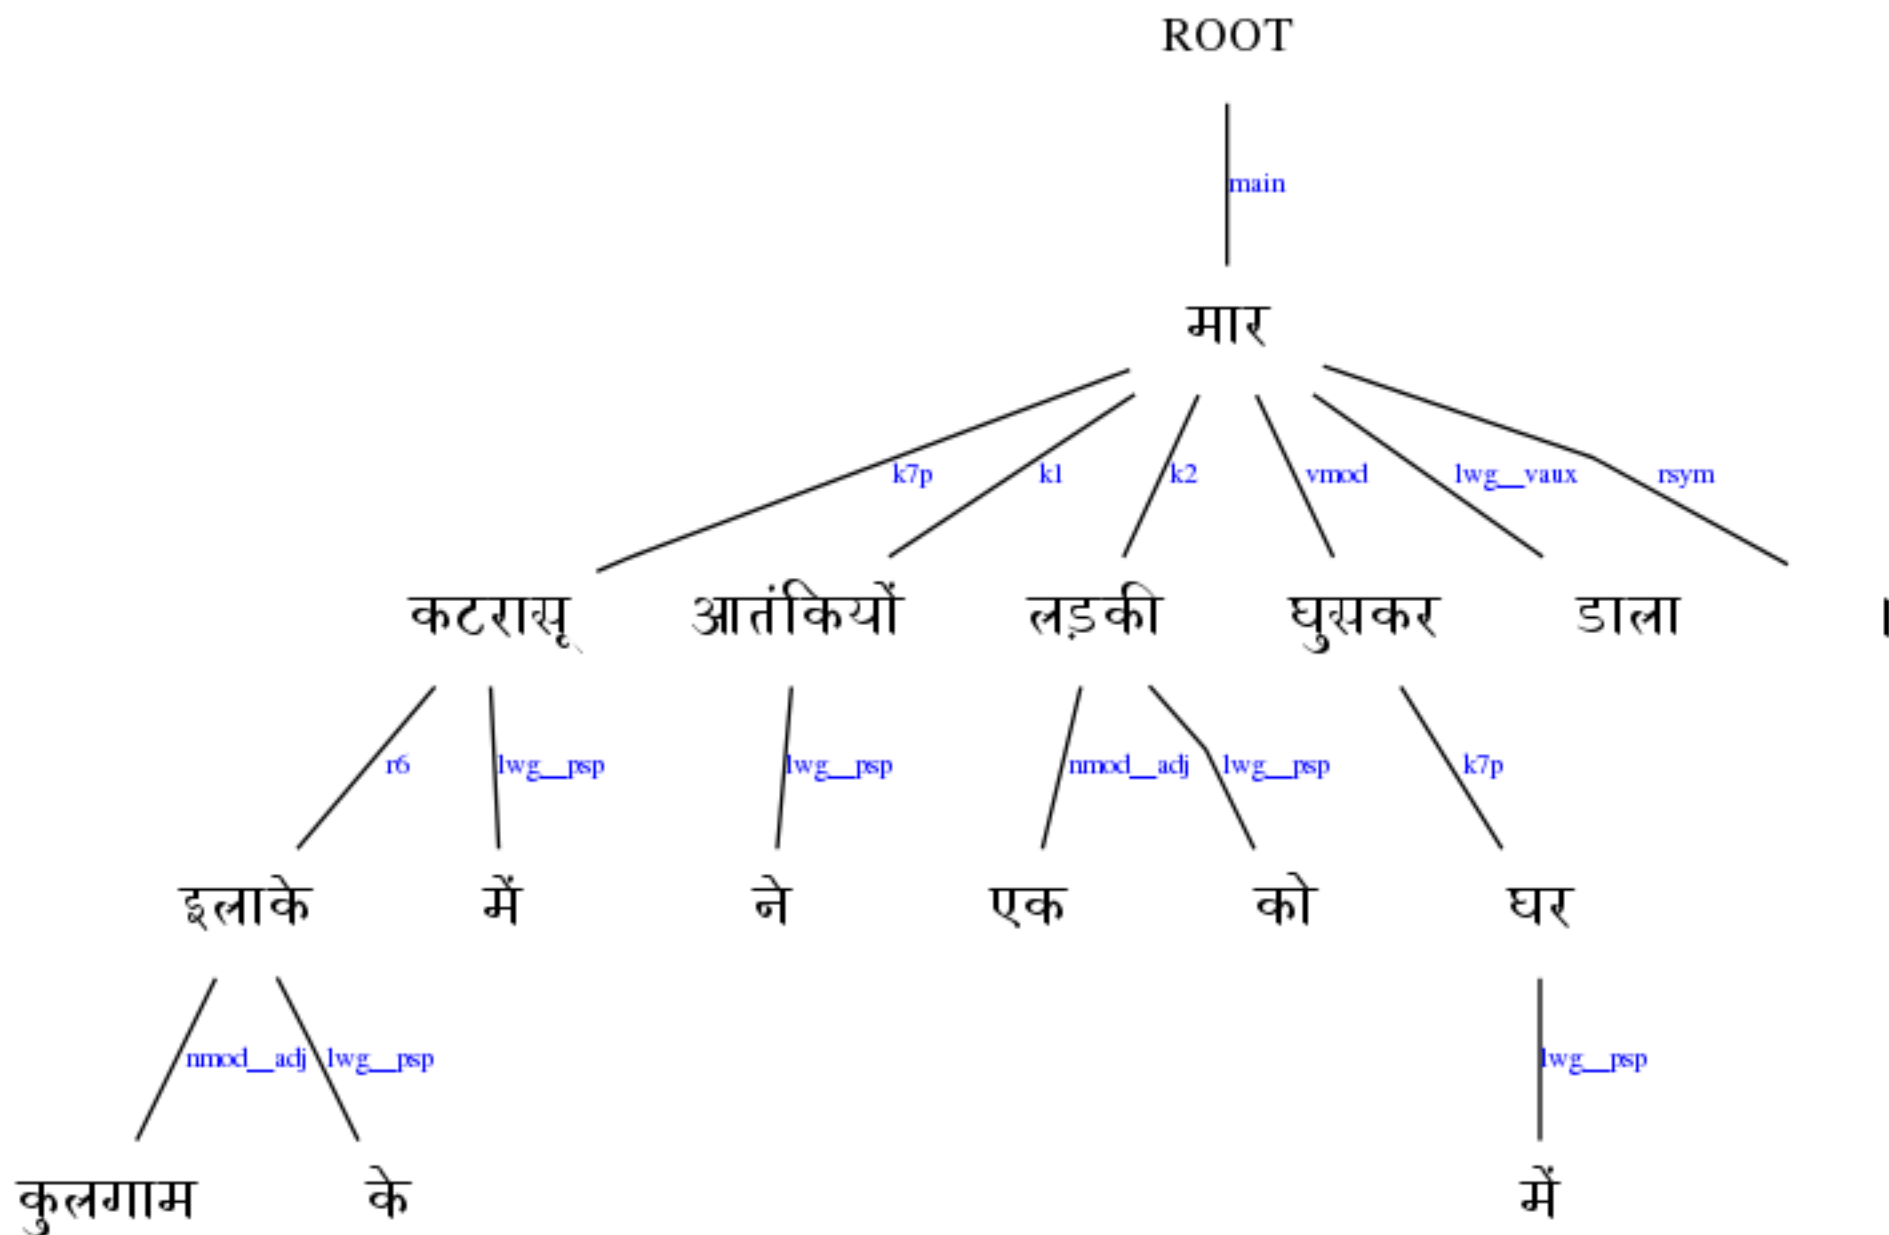 ROOT
main
मार
k7p k1 k2 vmod lwg__vaux rsym
कटरासू आतंकियों लड़की घुसकर डाला ।
r6 lwg__psp lwg__psp nmod__adj lwg__psp k7p
इलाके में ने एक को घर
nmod__adj lwg__psp lwg__psp
कुलगाम के में